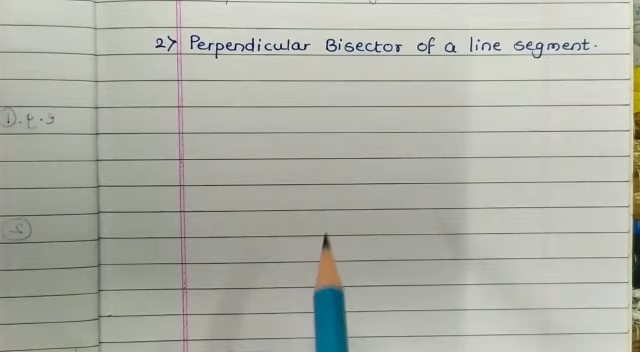 2) Perpendicular Bisector of a line segment.